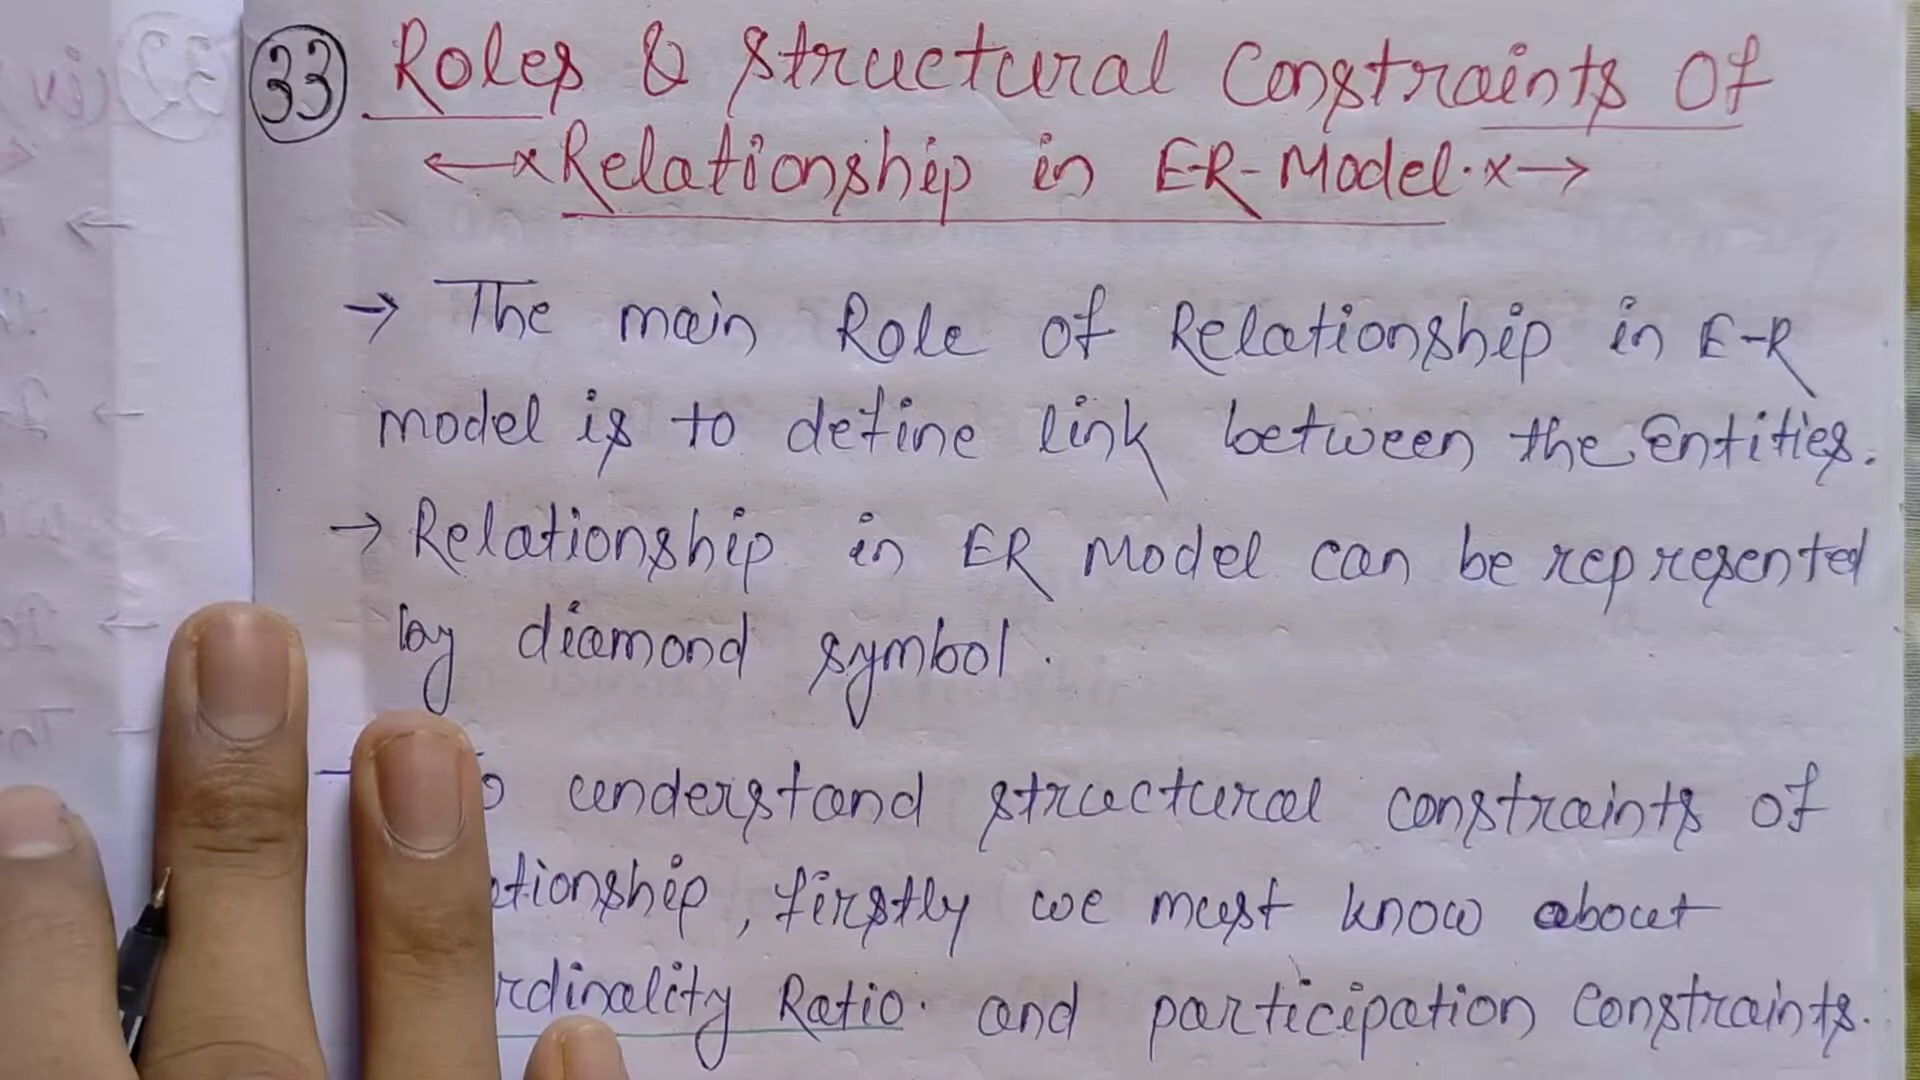 33 Roles & Structural Constraints Of
←×Relationship in E-R-Model.×→
→ The main Role of Relationship in E-R
model is to define link between the Entities.
→ Relationship in ER Model can be represented
by diamond symbol.
understand structural constraints of
, firstly we must know about
Ratio. and participation Constraints.